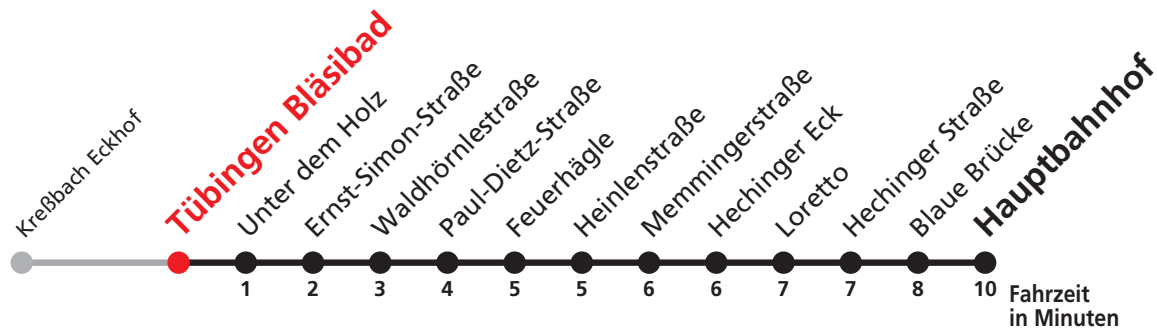 Kreßbach Eckhof
Tübingen Bläsibad
Unter dem Holz
Ernst-Simon-Straße
Waldhörnlestraße
Paul-Dietz-Straße
Feuerhägle
Heinlenstraße
Memmingerstraße
Hechinger Eck
Loretto
Hechinger Straße
Blaue Brücke
Hauptbahnhof
1 2 3 4 5 5 6 6 7 7 8 10
Fahrzeit
in Minuten